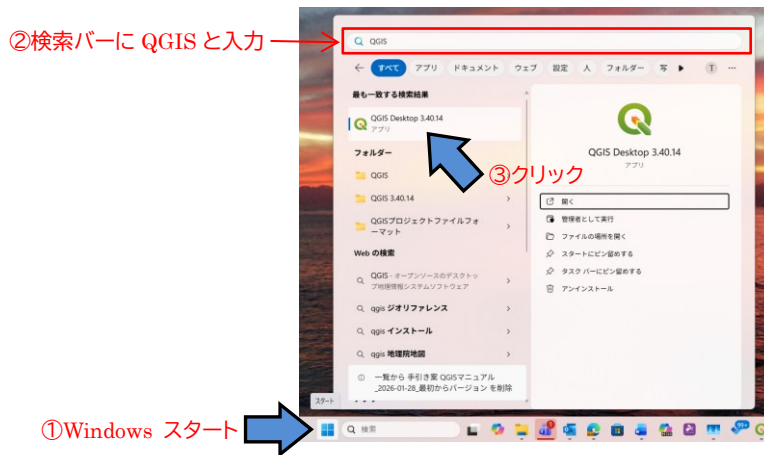 ②検索バーに QGIS と入力
QGIS
すべて アプリ ドキュメント ウェブ 設定 人 フォルダー 写 T
最も一致する検索結果
QGIS Desktop 3.40.14
アプリ
フォルダー
QGIS
QGIS 3.40.14
QGISプロジェクトファイルフォ
ーマット
Web の検索
QGIS - オープンソースのデスクトッ
プ地理情報システムソフトウェア
qgis ジオリファレンス
qgis インストール
qgis 地理院地図
一覧から 手引き案 QGISマニュアル
_2026-01-28_最初からバージョン を削除
③クリック
QGIS Desktop 3.40.14
アプリ
開く
管理者として実行
ファイルの場所を開く
スタートにピン留めする
タスク バーにピン留めする
アンインストール
スタート
①Windows スタート
検索
99+